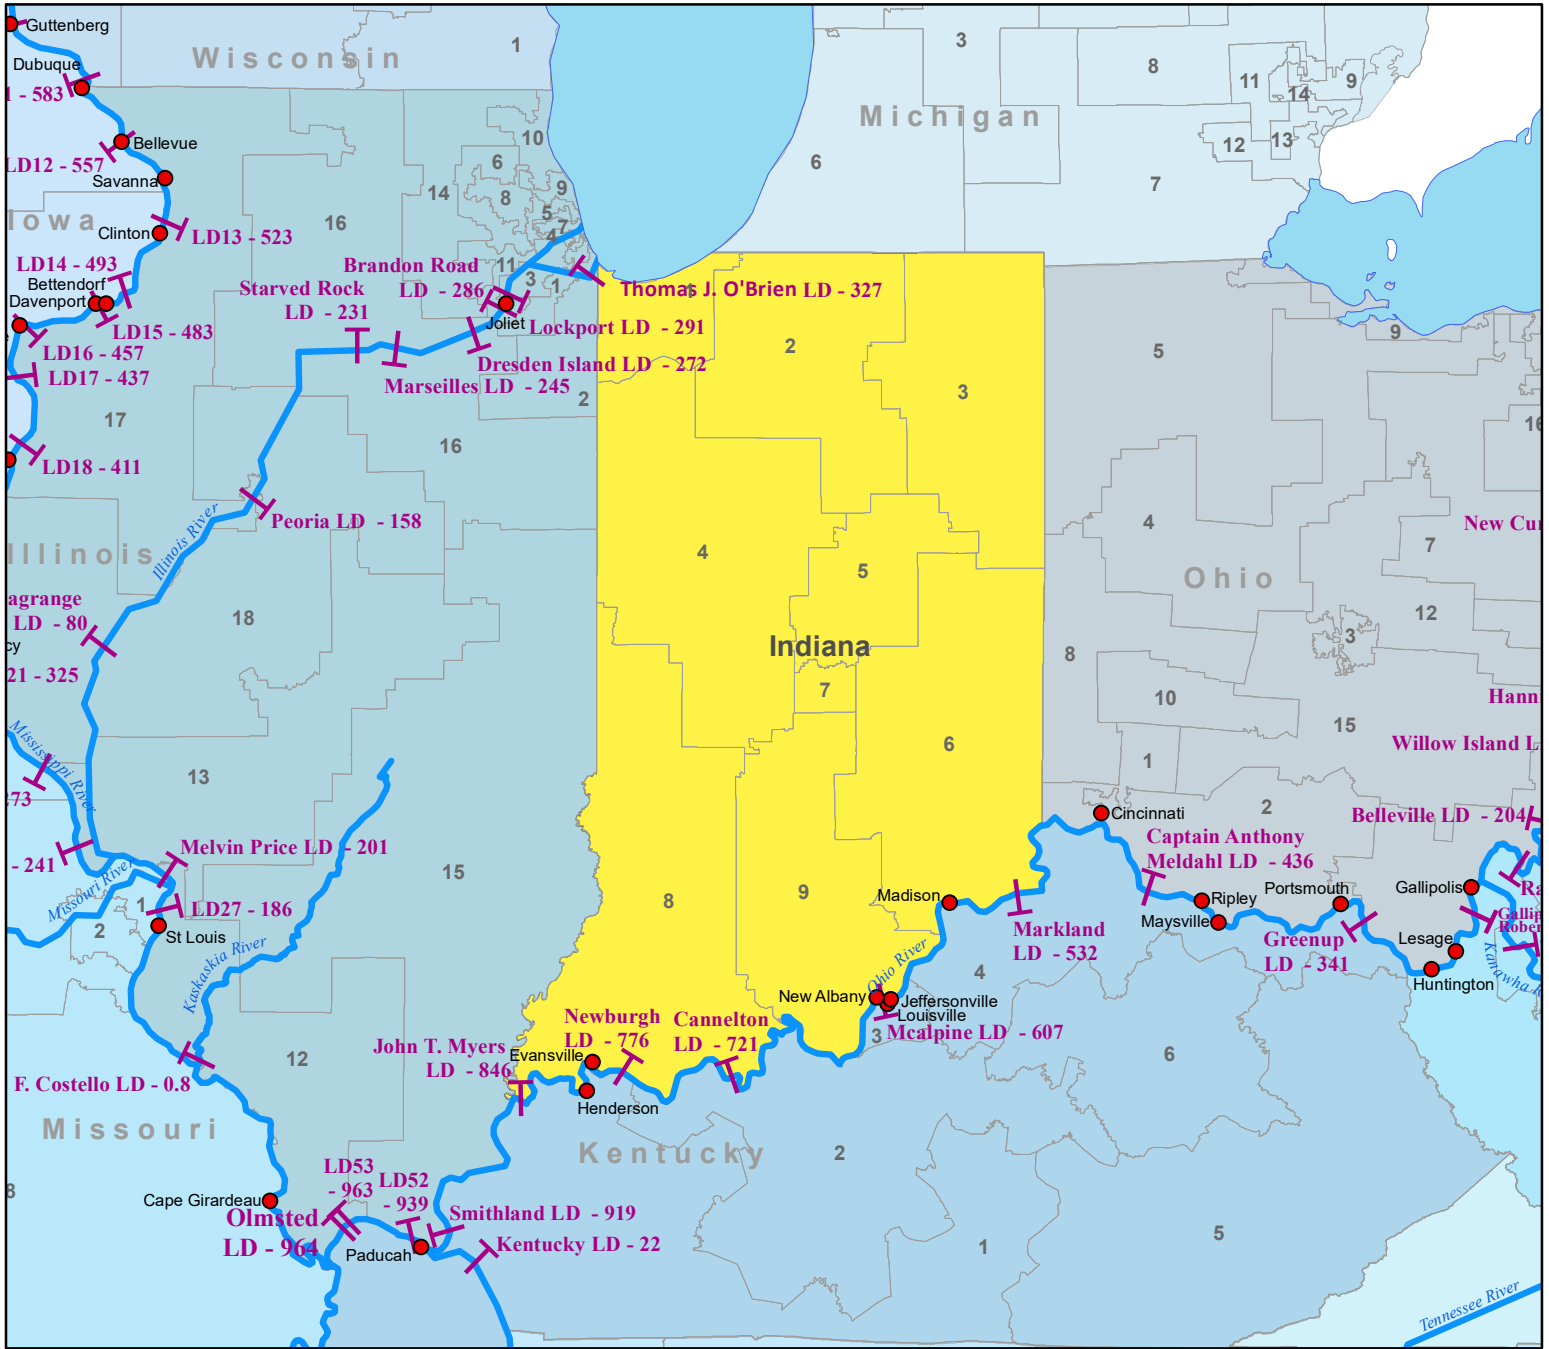 Guttenberg
Wisconsin
1
3
Dubuque
8
11
9
14
1 - 583
Michigan
10
Bellevue
12
13
LD12 - 557
6
6
Savanna
14
8
9
7
Iowa
16
5
7
Clinton
LD13 - 523
4
LD14 - 493
Brandon Road
LD - 286
11
3
1
Bettendorf
Davenport
Starved Rock
LD - 231
Thomas J. O'Brien LD - 327
1
Joliet
Lockport LD - 291
LD15 - 483
9
LD16 - 457
2
5
Dresden Island LD - 272
LD17 - 437
Marseilles LD - 245
2
3
17
16
16
LD18 - 411
Peoria LD - 158
4
New Cu
Illinois River
Illinois
4
5
7
agrange
LD - 80
Ohio
18
12
cy
Indiana
3
8
21 - 325
7
10
Hann
Mississippi River
15
6
Willow Island L
1
13
73
2
Cincinnati
Belleville LD - 204
Melvin Price LD - 201
Captain Anthony
Meldahl LD - 436
- 241
Missouri River
15
1
8
9
Madison
Ripley
Portsmouth
Gallipolis
Ra
LD27 - 186
Maysville
Gallip
Rober
2
St Louis
Markland
LD - 532
Greenup
LD - 341
Lesage
Kaskaskia River
Ohio River
4
Kanawha R
Huntington
New Albany
Jeffersonville
Louisville
Newburgh
LD - 776
Cannelton
LD - 721
3
Mcalpine LD - 607
John T. Myers
LD - 846
Evansville
12
6
F. Costello LD - 0.8
Henderson
Missouri
Kentucky
2
LD53
- 963
LD52
- 939
8
Cape Girardeau
Olmsted
LD - 964
Smithland LD - 919
5
Paducah
Kentucky LD - 22
1
Tennessee River